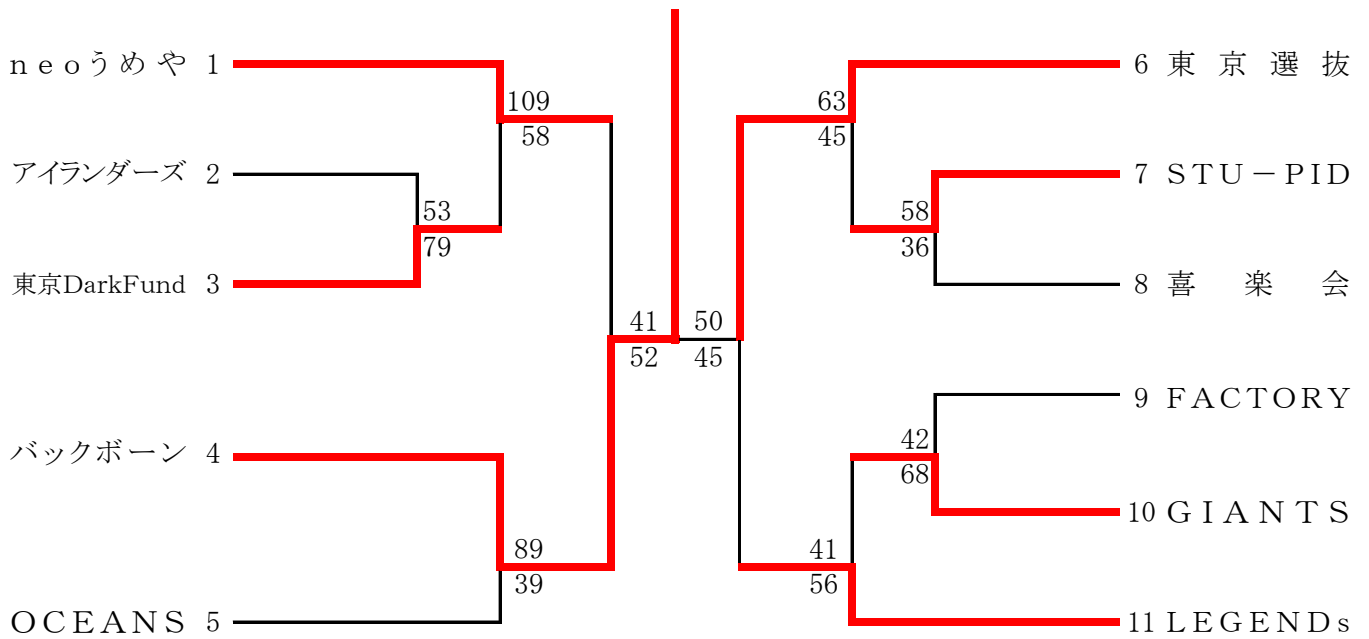 ｎｅｏうめや 1
アイランダーズ 2
東京DarkFund 3
バックボーン 4
OCEANS 5
109
58
53
79
89
39
41
52
50
45
63
45
58
36
42
68
41
56
6 東京選抜
7 STU－PID
8 喜楽会
9 FACTORY
10 GIANTS
11 LEGENDs